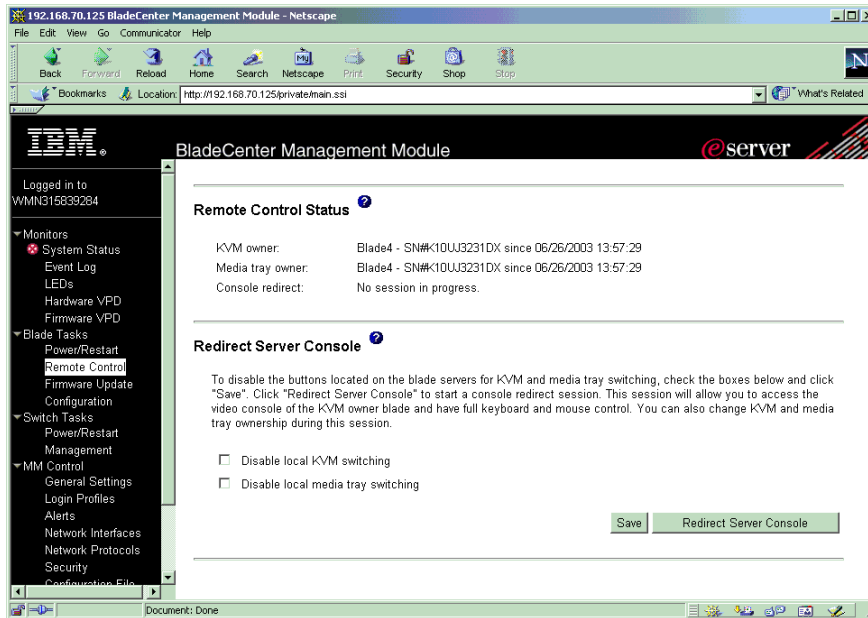 192.168.70.125 BladeCenter Management Module - Netscape
File Edit View Go Communicator Help
Back Forward Reload Home Search Netscape Print Security Shop Stop
My
N
Bookmarks Location: http://192.168.70.125/private/main.ssi What's Related
IBM®
BladeCenter Management Module
eserver
Logged in to
WMN315839284
Monitors
System Status
Event Log
LEDs
Hardware VPD
Firmware VPD
Blade Tasks
Power/Restart
Remote Control
Firmware Update
Configuration
Switch Tasks
Power/Restart
Management
MM Control
General Settings
Login Profiles
Alerts
Network Interfaces
Network Protocols
Security
Configuration File
Remote Control Status ?
KVM owner: Blade4 - SN#K10UJ3231DX since 06/26/2003 13:57:29
Media tray owner: Blade4 - SN#K10UJ3231DX since 06/26/2003 13:57:29
Console redirect: No session in progress.
Redirect Server Console ?
To disable the buttons located on the blade servers for KVM and media tray switching, check the boxes below and click
"Save". Click "Redirect Server Console" to start a console redirect session. This session will allow you to access the
video console of the KVM owner blade and have full keyboard and mouse control. You can also change KVM and media
tray ownership during this session.
Disable local KVM switching
Disable local media tray switching
Save Redirect Server Console
Document: Done